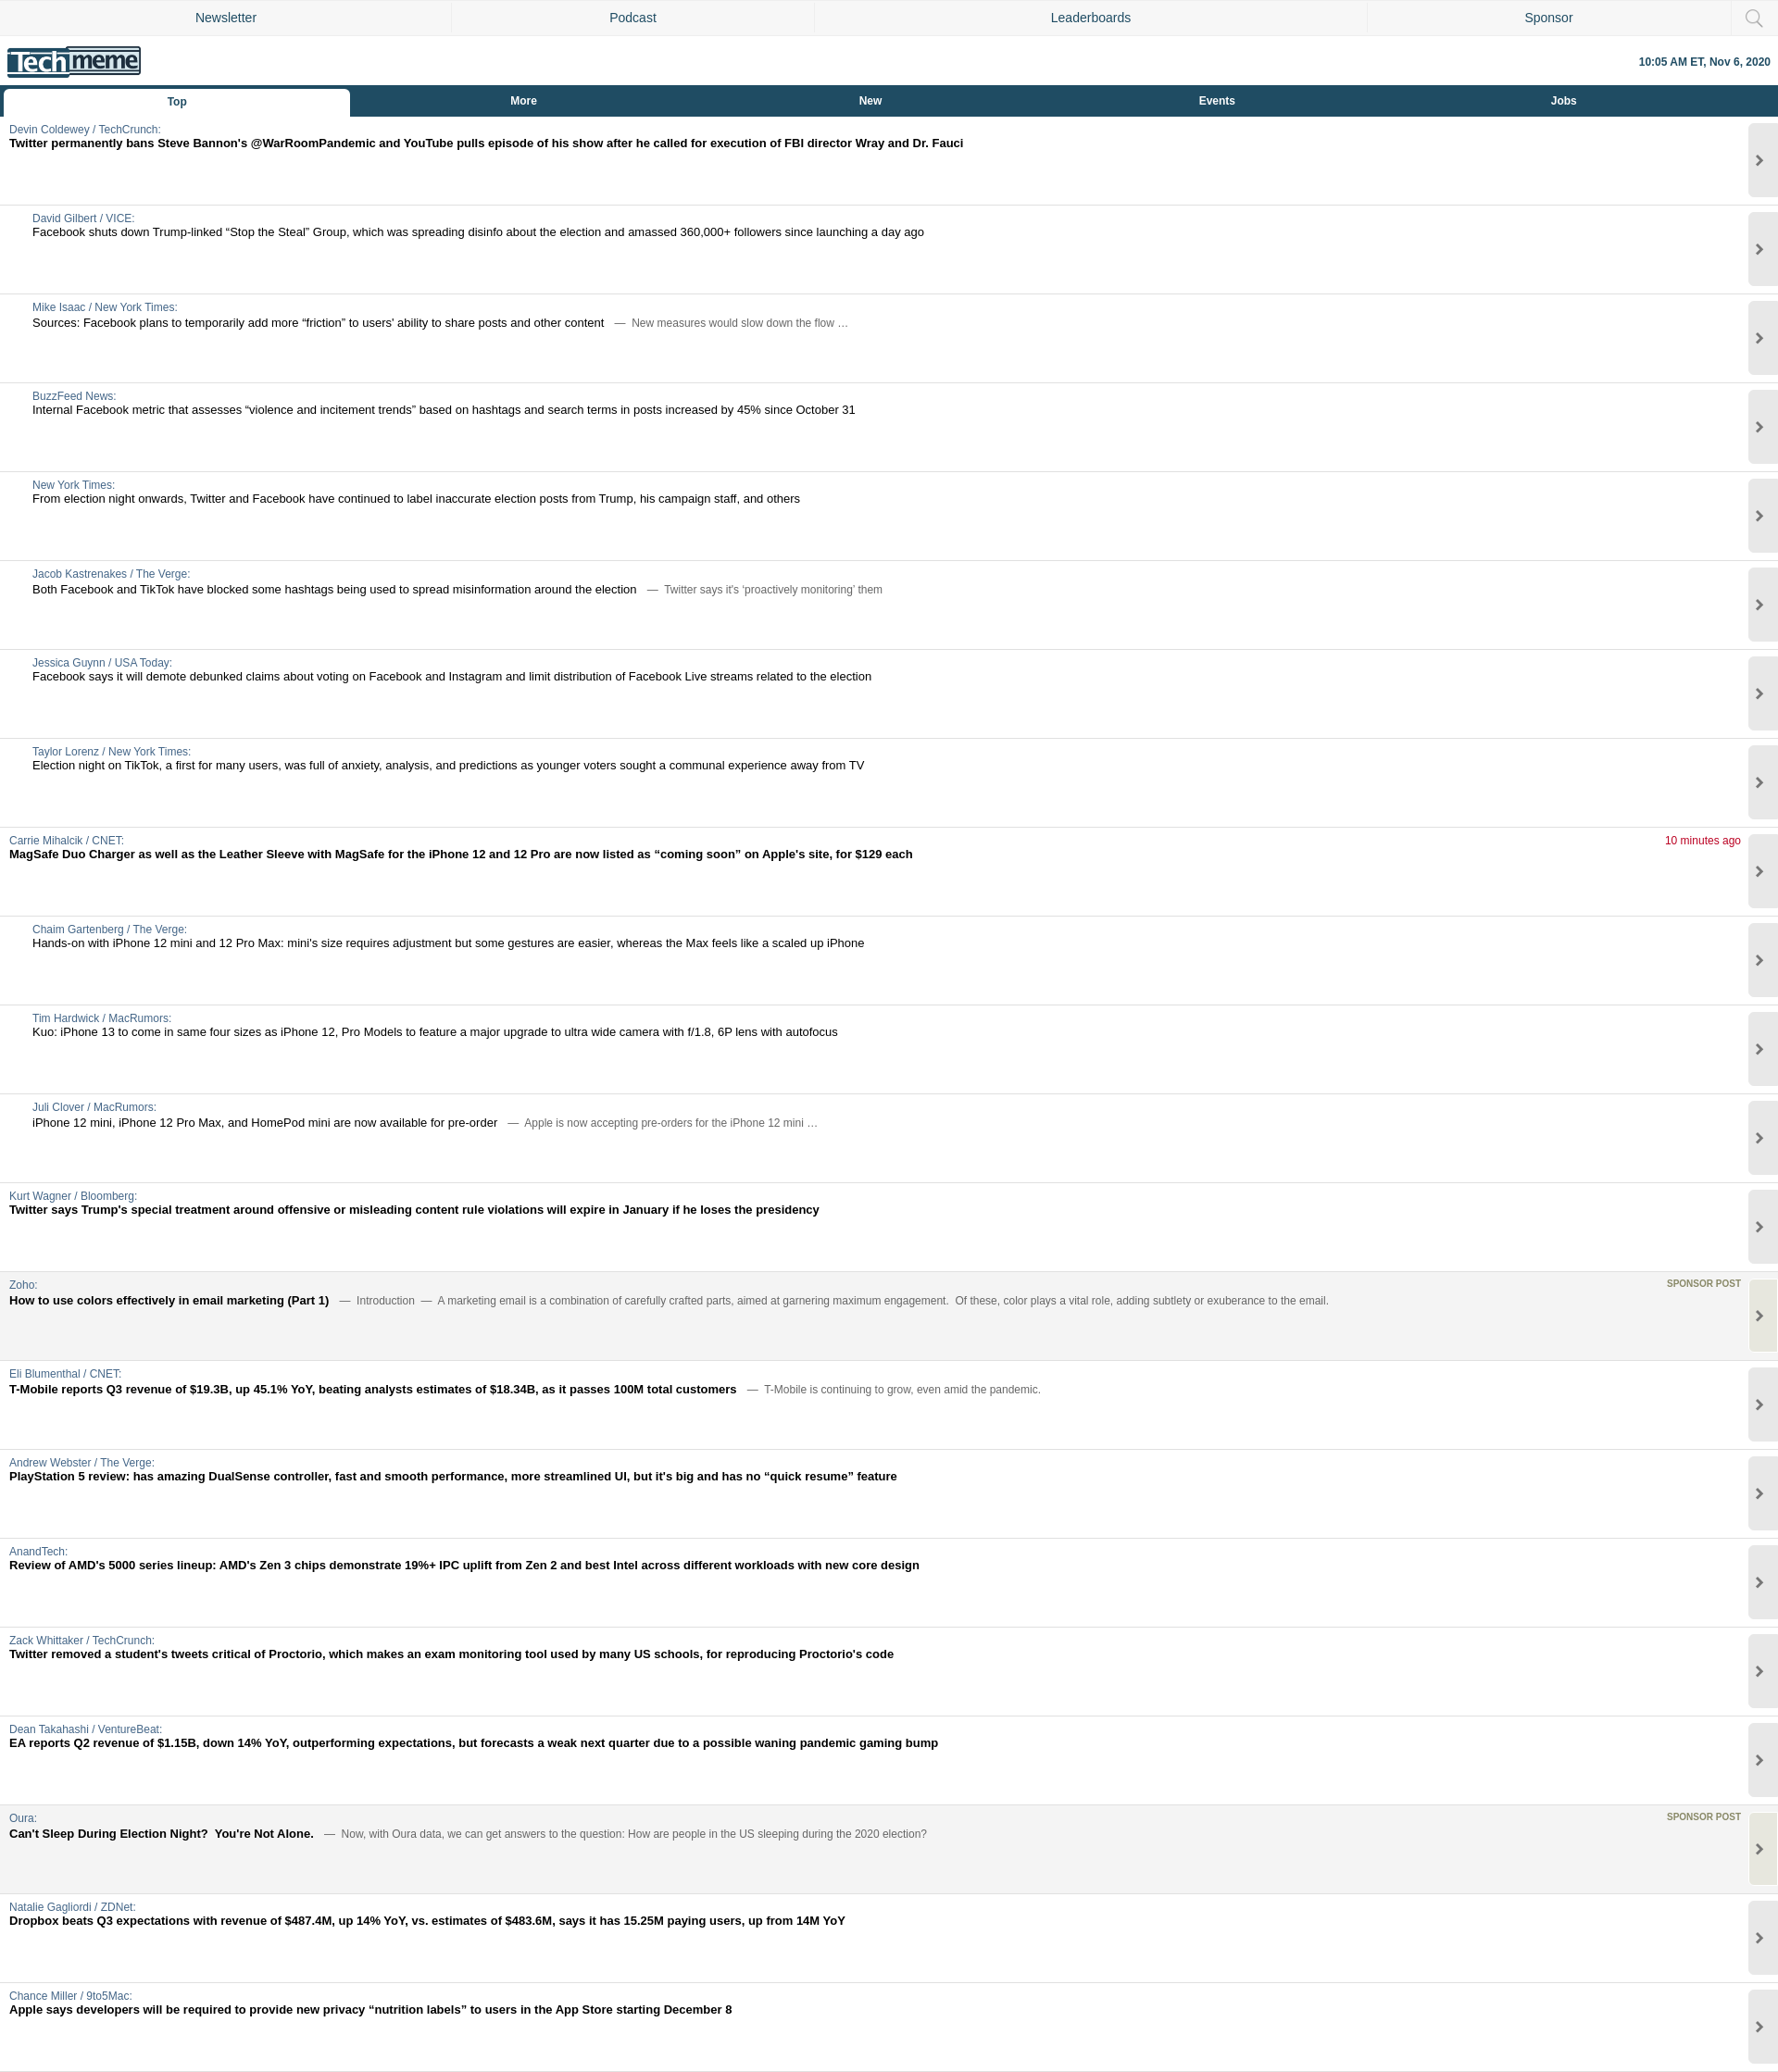 Newsletter
Podcast
Leaderboards
Sponsor
Techmeme
10:05 AM ET, Nov 6, 2020
Top
More
New
Events
Jobs
Devin Coldewey / TechCrunch:
Twitter permanently bans Steve Bannon's @WarRoomPandemic and YouTube pulls episode of his show after he called for execution of FBI director Wray and Dr. Fauci
David Gilbert / VICE:
Facebook shuts down Trump-linked “Stop the Steal” Group, which was spreading disinfo about the election and amassed 360,000+ followers since launching a day ago
Mike Isaac / New York Times:
Sources: Facebook plans to temporarily add more “friction” to users' ability to share posts and other content — New measures would slow down the flow …
BuzzFeed News:
Internal Facebook metric that assesses “violence and incitement trends” based on hashtags and search terms in posts increased by 45% since October 31
New York Times:
From election night onwards, Twitter and Facebook have continued to label inaccurate election posts from Trump, his campaign staff, and others
Jacob Kastrenakes / The Verge:
Both Facebook and TikTok have blocked some hashtags being used to spread misinformation around the election — Twitter says it's ‘proactively monitoring’ them
Jessica Guynn / USA Today:
Facebook says it will demote debunked claims about voting on Facebook and Instagram and limit distribution of Facebook Live streams related to the election
Taylor Lorenz / New York Times:
Election night on TikTok, a first for many users, was full of anxiety, analysis, and predictions as younger voters sought a communal experience away from TV
Carrie Mihalcik / CNET:
10 minutes ago
MagSafe Duo Charger as well as the Leather Sleeve with MagSafe for the iPhone 12 and 12 Pro are now listed as “coming soon” on Apple's site, for $129 each
Chaim Gartenberg / The Verge:
Hands-on with iPhone 12 mini and 12 Pro Max: mini's size requires adjustment but some gestures are easier, whereas the Max feels like a scaled up iPhone
Tim Hardwick / MacRumors:
Kuo: iPhone 13 to come in same four sizes as iPhone 12, Pro Models to feature a major upgrade to ultra wide camera with f/1.8, 6P lens with autofocus
Juli Clover / MacRumors:
iPhone 12 mini, iPhone 12 Pro Max, and HomePod mini are now available for pre-order — Apple is now accepting pre-orders for the iPhone 12 mini …
Kurt Wagner / Bloomberg:
Twitter says Trump's special treatment around offensive or misleading content rule violations will expire in January if he loses the presidency
Zoho:
SPONSOR POST
How to use colors effectively in email marketing (Part 1) — Introduction — A marketing email is a combination of carefully crafted parts, aimed at garnering maximum engagement. Of these, color plays a vital role, adding subtlety or exuberance to the email.
Eli Blumenthal / CNET:
T-Mobile reports Q3 revenue of $19.3B, up 45.1% YoY, beating analysts estimates of $18.34B, as it passes 100M total customers — T-Mobile is continuing to grow, even amid the pandemic.
Andrew Webster / The Verge:
PlayStation 5 review: has amazing DualSense controller, fast and smooth performance, more streamlined UI, but it's big and has no “quick resume” feature
AnandTech:
Review of AMD's 5000 series lineup: AMD's Zen 3 chips demonstrate 19%+ IPC uplift from Zen 2 and best Intel across different workloads with new core design
Zack Whittaker / TechCrunch:
Twitter removed a student's tweets critical of Proctorio, which makes an exam monitoring tool used by many US schools, for reproducing Proctorio's code
Dean Takahashi / VentureBeat:
EA reports Q2 revenue of $1.15B, down 14% YoY, outperforming expectations, but forecasts a weak next quarter due to a possible waning pandemic gaming bump
Oura:
SPONSOR POST
Can't Sleep During Election Night? You're Not Alone. — Now, with Oura data, we can get answers to the question: How are people in the US sleeping during the 2020 election?
Natalie Gagliordi / ZDNet:
Dropbox beats Q3 expectations with revenue of $487.4M, up 14% YoY, vs. estimates of $483.6M, says it has 15.25M paying users, up from 14M YoY
Chance Miller / 9to5Mac:
Apple says developers will be required to provide new privacy “nutrition labels” to users in the App Store starting December 8